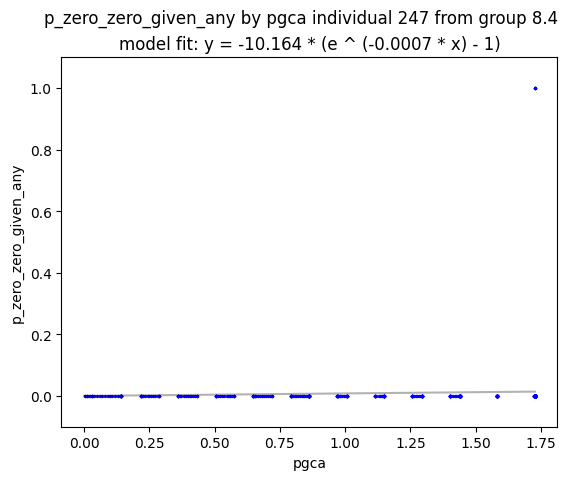 p_zero_zero_given_any by pgca individual 247 from group 8.4
model fit: y = -10.164 * (e ^ (-0.0007 * x) - 1)
1.0
0.8
0.6
0.4
0.2
0.0
p_zero_zero_given_any
0.00 0.25 0.50 0.75 1.00 1.25 1.50 1.75
pgca